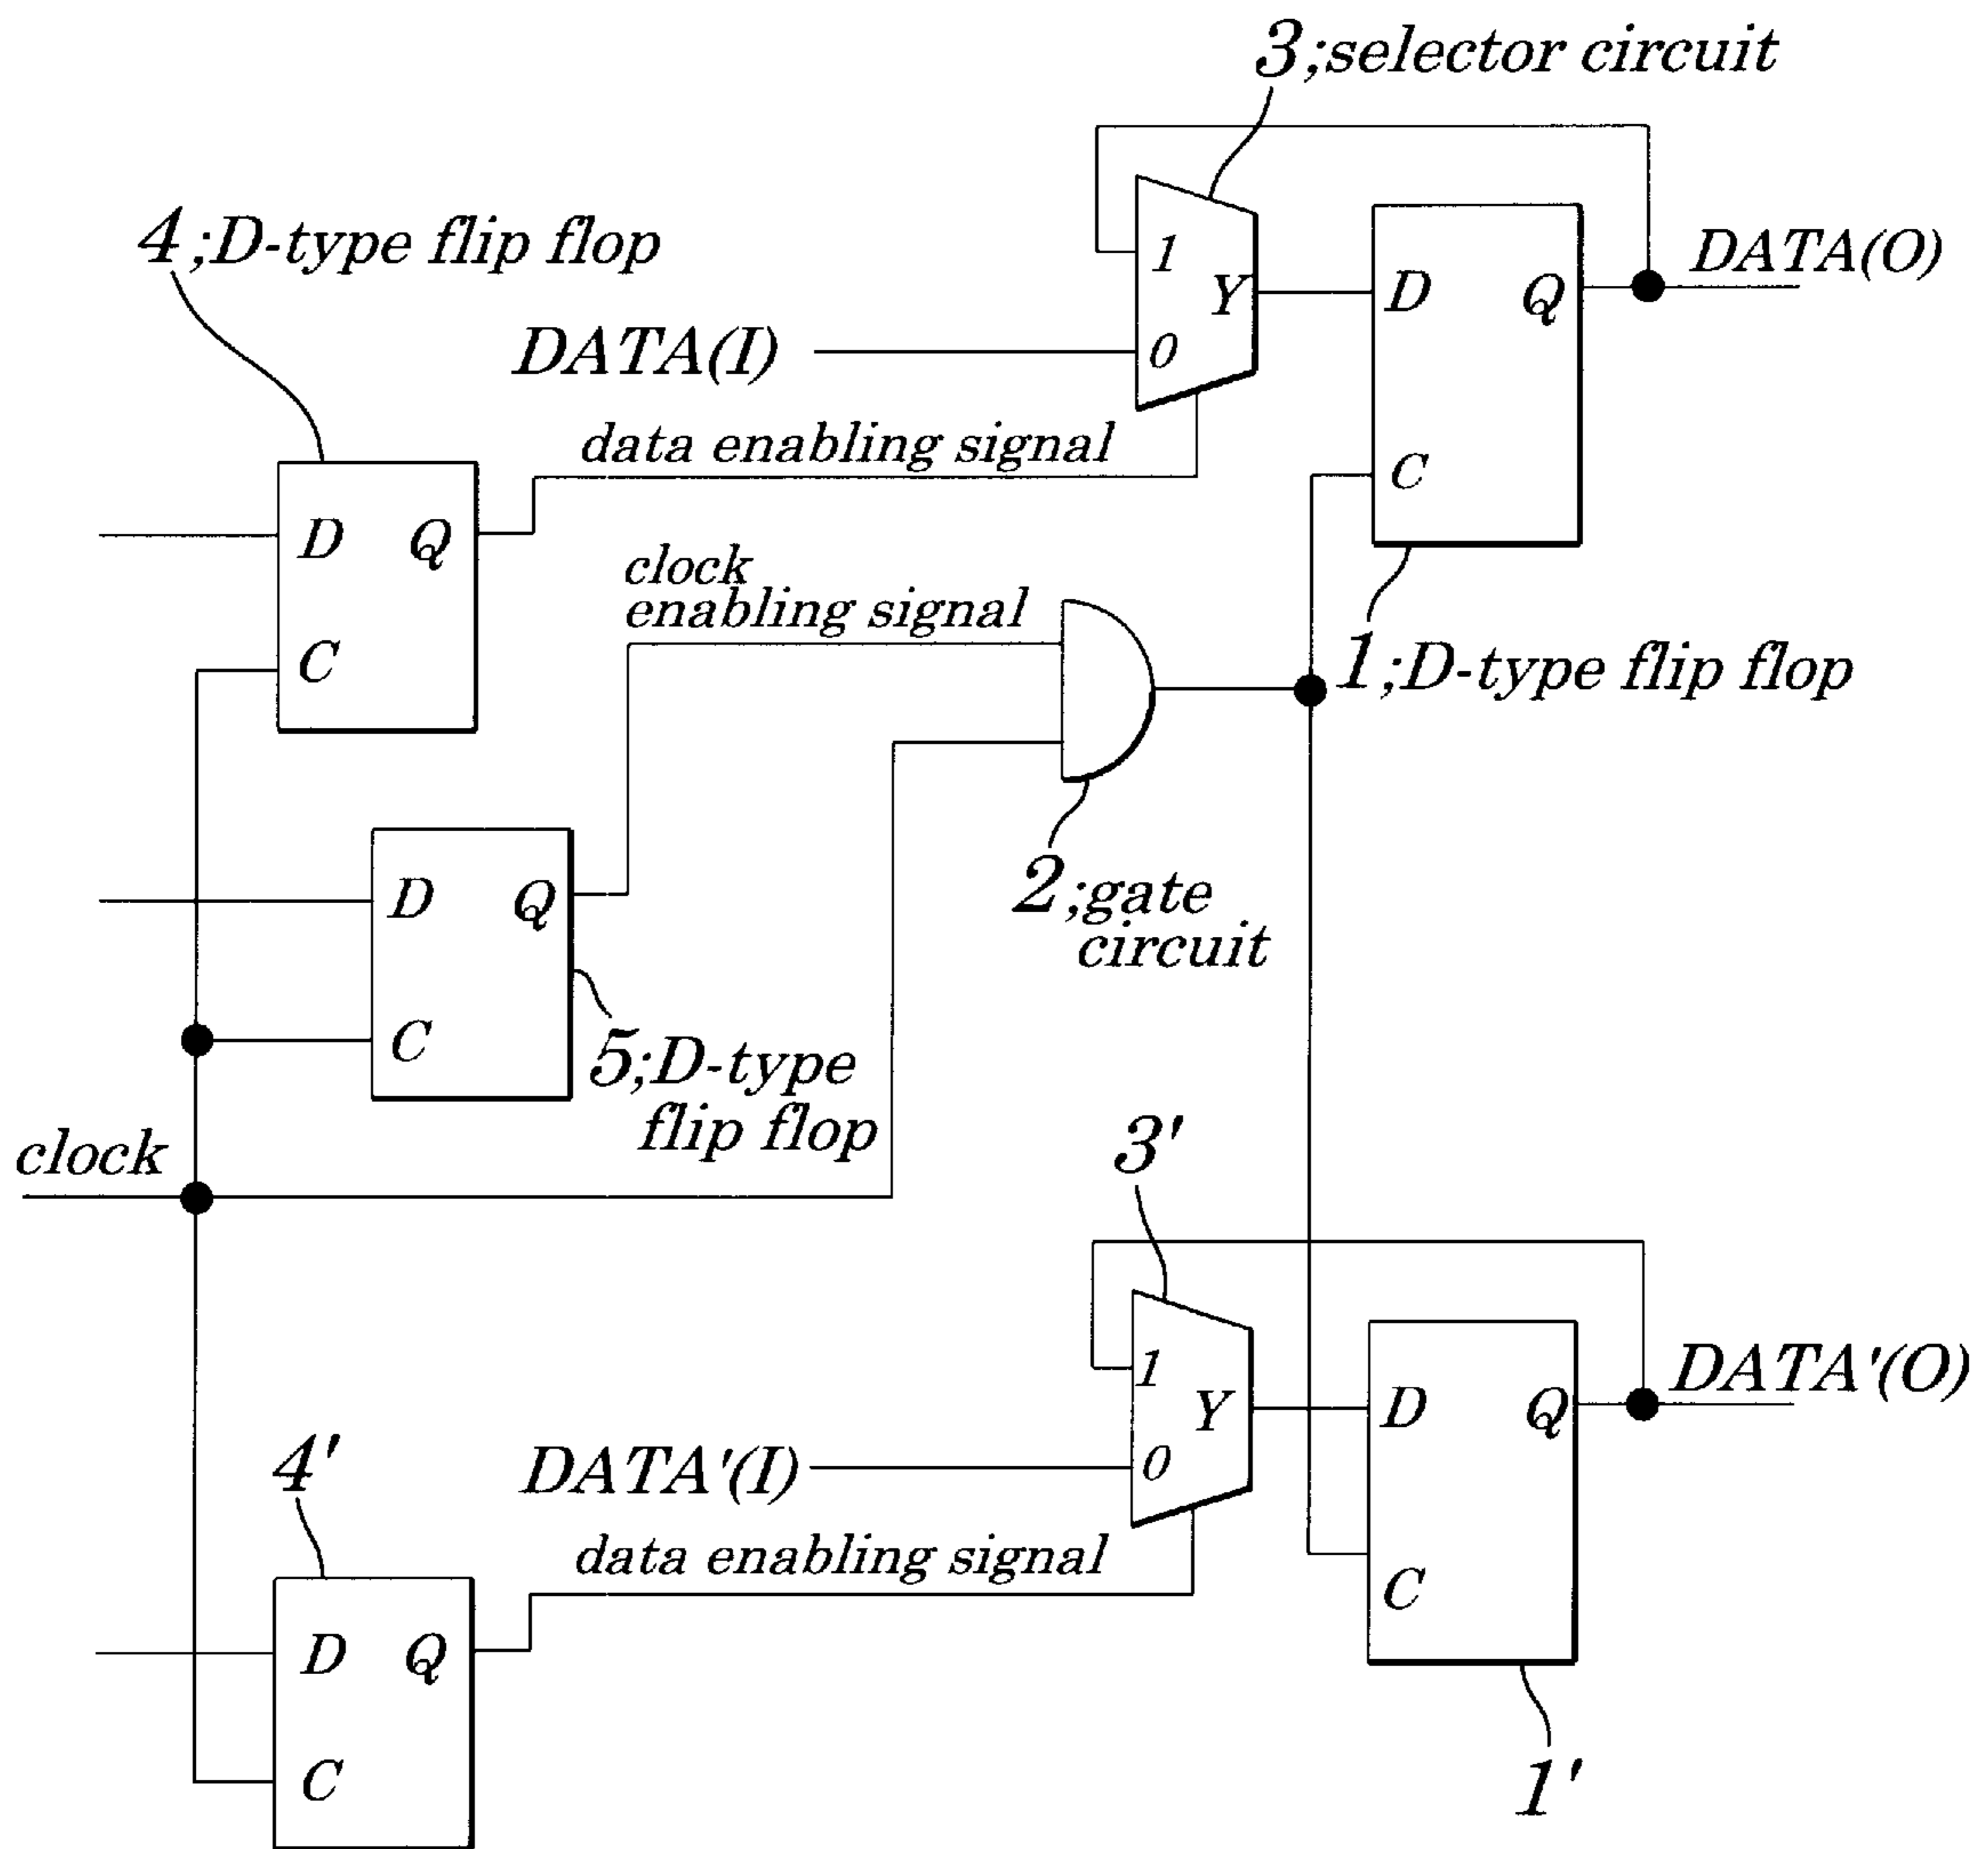 3;selector circuit
4;D-type flip flop
1
Y
0
D
Q
C
DATA(O)
DATA(I)
data enabling signal
D
Q
C
clock
enabling signal
1;D-type flip flop
2;gate
circuit
D
Q
C
5;D-type
flip flop
clock
3'
1
Y
0
D
Q
C
DATA'(O)
4'
DATA'(I)
data enabling signal
D
Q
C
1'